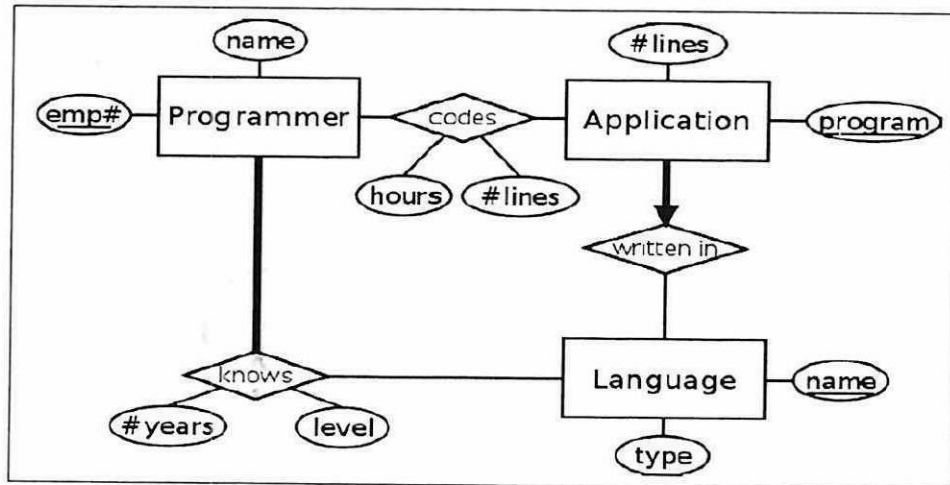 name
#lines
emp#
Programmer
codes
Application
program
hours
#lines
written in
knows
Language
name
#years
level
type